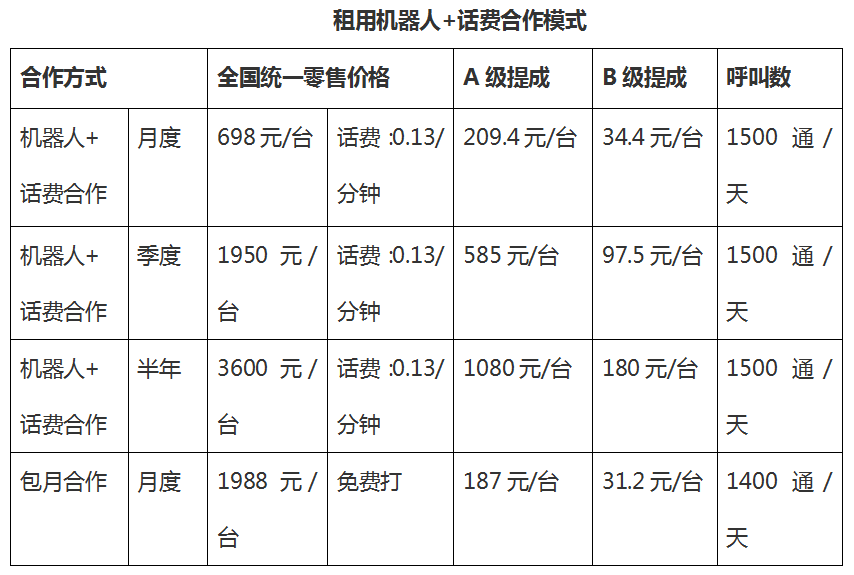 租用机器人+话费合作模式
合作方式 全国统一零售价格 A 级提成 B 级提成 呼叫数
机器人+ 月度 698 元/台 话费:0.13/ 209.4 元/台 34.4 元/台 1500 通/
话费合作 分钟 天
机器人+ 季度 1950 元/ 话费:0.13/ 585 元/台 97.5 元/台 1500 通/
话费合作 台 分钟 天
机器人+ 半年 3600 元/ 话费:0.13/ 1080 元/台 180 元/台 1500 通/
话费合作 台 分钟 天
包月合作 月度 1988 元/ 免费打 187 元/台 31.2 元/台 1400 通/
台 天